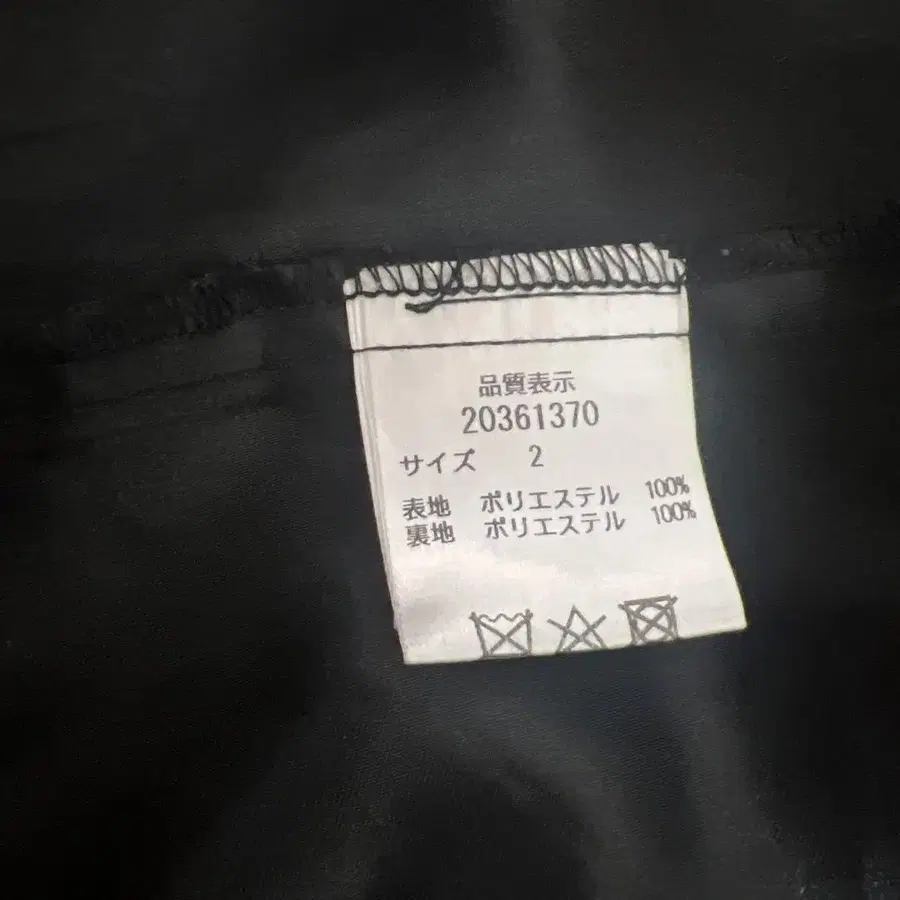 品質表示
20361370
サイズ 2
表地 ポリエステル 100%
裏地 ポリエステル 100%